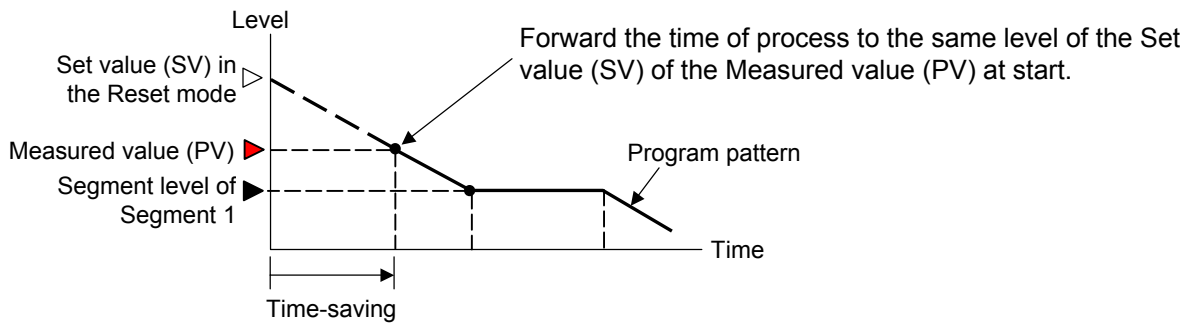 Level
Forward the time of process to the same level of the Set
value (SV) of the Measured value (PV) at start.
Set value (SV) in
the Reset mode
Measured value (PV)
Program pattern
Segment level of
Segment 1
Time
Time-saving